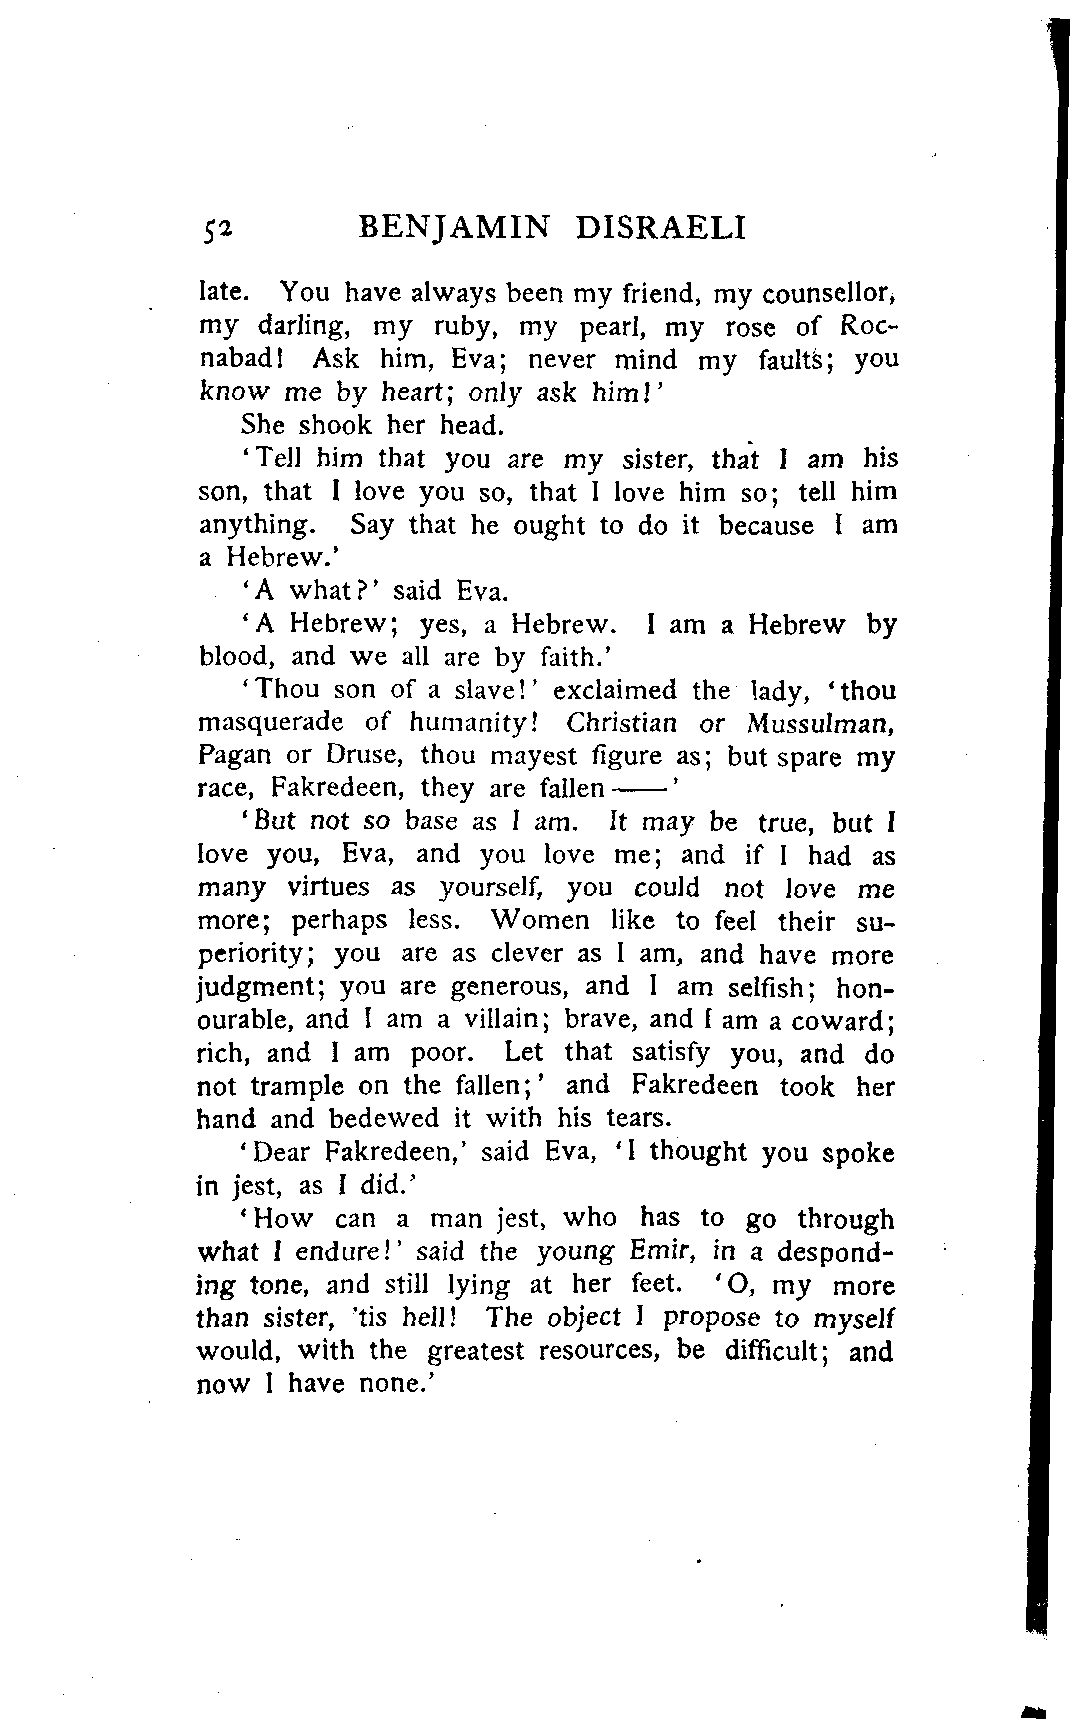 52 BENJAMIN DISRAELI
late. You have always been my friend, my counsellor,
my darling, my ruby, my pearl, my rose of Roc-
nabad! Ask him, Eva; never mind my faults; you
know me by heart; only ask him!'
She shook her head.
'Tell him that you are my sister, that I am his
son, that I love you so, that I love him so; tell him
anything. Say that he ought to do it because I am
a Hebrew.'
'A what?' said Eva.
'A Hebrew; yes, a Hebrew. I am a Hebrew by
blood, and we all are by faith.'
'Thou son of a slave!' exclaimed the lady, 'thou
masquerade of humanity! Christian or Mussulman,
Pagan or Druse, thou mayest figure as; but spare my
race, Fakredeen, they are fallen——'
'But not so base as I am. It may be true, but I
love you, Eva, and you love me; and if I had as
many virtues as yourself, you could not love me
more; perhaps less. Women like to feel their su-
periority; you are as clever as I am, and have more
judgment; you are generous, and I am selfish; hon-
ourable, and I am a villain; brave, and I am a coward;
rich, and I am poor. Let that satisfy you, and do
not trample on the fallen;' and Fakredeen took her
hand and bedewed it with his tears.
'Dear Fakredeen,' said Eva, 'I thought you spoke
in jest, as I did.'
'How can a man jest, who has to go through
what I endure!' said the young Emir, in a despond-
ing tone, and still lying at her feet. 'O, my more
than sister, 'tis hell! The object I propose to myself
would, with the greatest resources, be difficult; and
now I have none.'